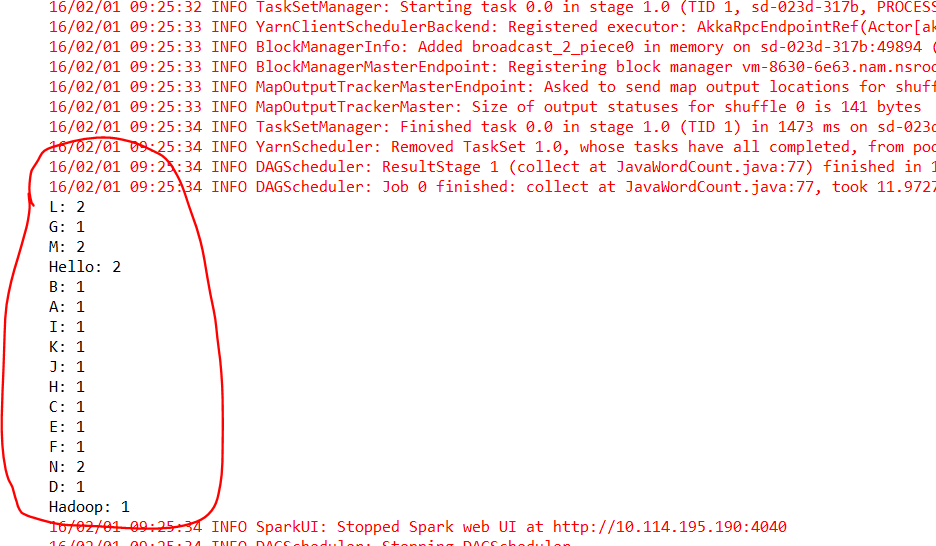 16/02/01 09:25:32 INFO TaskSetManager: Starting task 0.0 in stage 1.0 (TID 1, sd-023d-317b, PROCESS
16/02/01 09:25:33 INFO YarnClientSchedulerBackend: Registered executor: AkkaRpcEndpointRef(Actor[ak
16/02/01 09:25:33 INFO BlockManagerInfo: Added broadcast_2_piece0 in memory on sd-023d-317b:49894 (
16/02/01 09:25:33 INFO BlockManagerMasterEndpoint: Registering block manager vm-8630-6e63.nam.nsroo
16/02/01 09:25:33 INFO MapOutputTrackerMasterEndpoint: Asked to send map output locations for shuff
16/02/01 09:25:33 INFO MapOutputTrackerMaster: Size of output statuses for shuffle 0 is 141 bytes
16/02/01 09:25:34 INFO TaskSetManager: Finished task 0.0 in stage 1.0 (TID 1) in 1473 ms on sd-023d
16/02/01 09:25:34 INFO YarnScheduler: Removed TaskSet 1.0, whose tasks have all completed, from poo
16/02/01 09:25:34 INFO DAGScheduler: ResultStage 1 (collect at JavaWordCount.java:77) finished in 1
16/02/01 09:25:34 INFO DAGScheduler: Job 0 finished: collect at JavaWordCount.java:77, took 11.9727
L: 2
G: 1
M: 2
Hello: 2
B: 1
A: 1
I: 1
K: 1
J: 1
H: 1
C: 1
E: 1
F: 1
N: 2
D: 1
Hadoop: 1
16/02/01 09:25:34 INFO SparkUI: Stopped Spark web UI at http://10.114.195.190:4040
16/02/01 09:25:34 INFO DAGScheduler: Stopping DAGScheduler